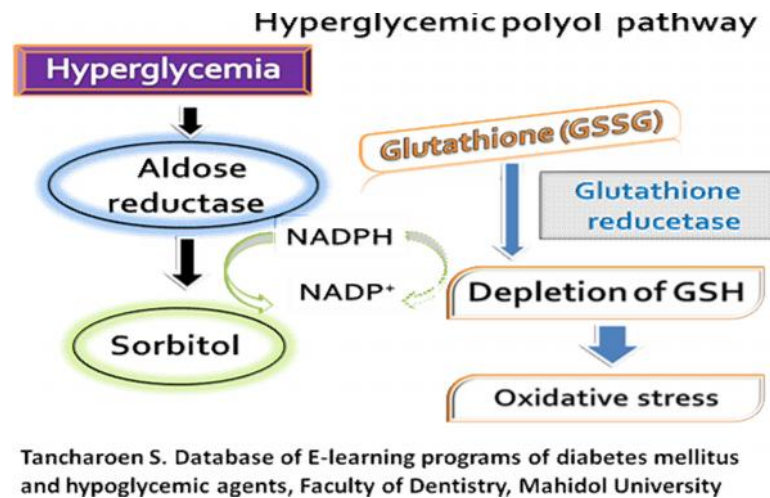 Hyperglycemic polyol pathway
Hyperglycemia
Glutathione (GSSG)
Aldose
reductase
Glutathione
reducetase
NADPH
NADP⁺
Depletion of GSH
Sorbitol
Oxidative stress
Tancharoen S. Database of E-learning programs of diabetes mellitus
and hypoglycemic agents, Faculty of Dentistry, Mahidol University